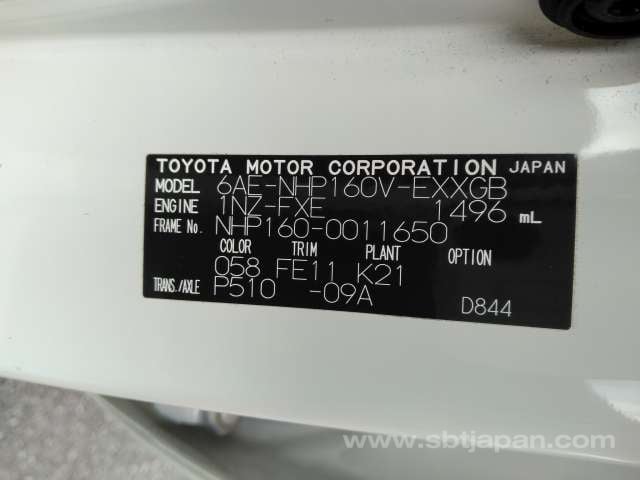 TOYOTA MOTOR CORPORATION JAPAN
MODEL 6AE-NHP160V-EXXGB
ENGINE 1NZ-FXE 1496 mL
FRAME No. NHP160-0011650
COLOR TRIM PLANT OPTION
058 FE11 K21
TRANS./AXLE P510 -09A
D844
www.sbtjapan.com